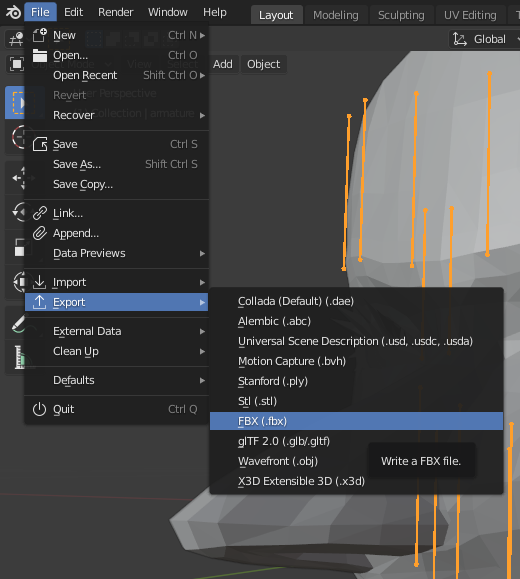 File Edit Render Window Help Layout Modeling Sculpting UV Editing
New Ctrl N
Global
Open... Ctrl O
Add Object
Open Recent Shift Ctrl O
Revert
Perspective
Recover
Collection | armature
Save Ctrl S
Save As... Shift Ctrl S
Save Copy...
Link...
Append...
Data Previews
Import
Export
External Data
Clean Up
Defaults
Quit Ctrl Q
Collada (Default) (.dae)
Alembic (.abc)
Universal Scene Description (.usd, .usdc, .usda)
Motion Capture (.bvh)
Stanford (.ply)
Stl (.stl)
FBX (.fbx)
glTF 2.0 (.glb/.gltf)
Wavefront (.obj)
X3D Extensible 3D (.x3d)
Write a FBX file.